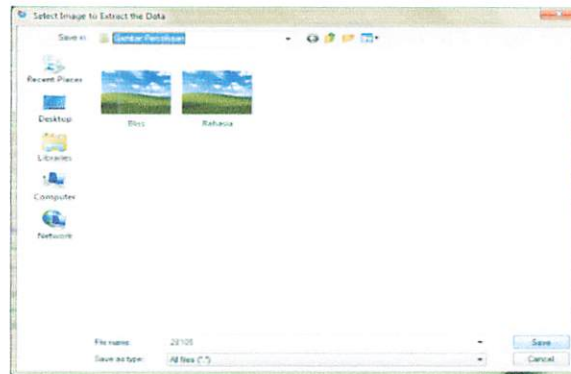 Select Image to Extract the Data
Save in: Gambar Percobaan
Recent Places
Desktop
Libraries
Computer
Network
Bliss
Rahasia
File name: 28105 Save
Save as type: All files (*.*) Cancel